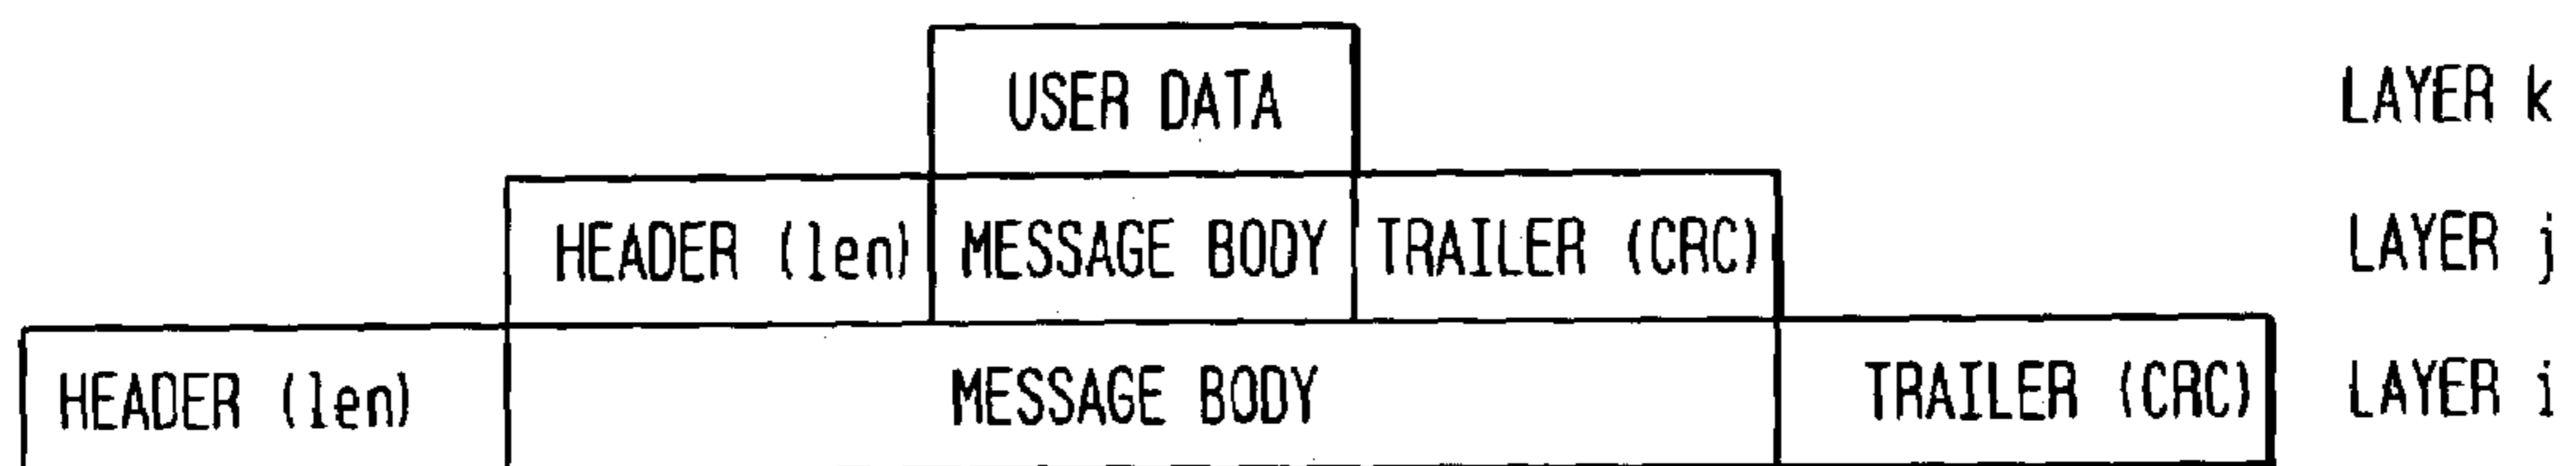 USER DATA LAYER k
HEADER (len) MESSAGE BODY TRAILER (CRC) LAYER j
HEADER (len) MESSAGE BODY TRAILER (CRC) LAYER i